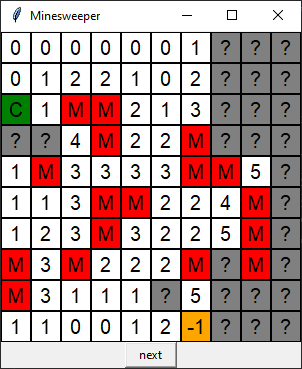 Minesweeper
0 0 0 0 0 0 1 ? ? ?
0 1 2 2 1 0 2 ? ? ?
C 1 M M 2 1 3 ? ? ?
? ? 4 M 2 2 M ? ? ?
1 M 3 3 3 3 M M 5 ?
1 1 3 M M 2 2 4 M ?
1 2 3 M 3 2 2 5 M ?
M 3 M 2 2 2 M ? M ?
M 3 1 1 1 ? 5 ? ? ?
1 1 0 0 1 2 -1 ? ? ?
next